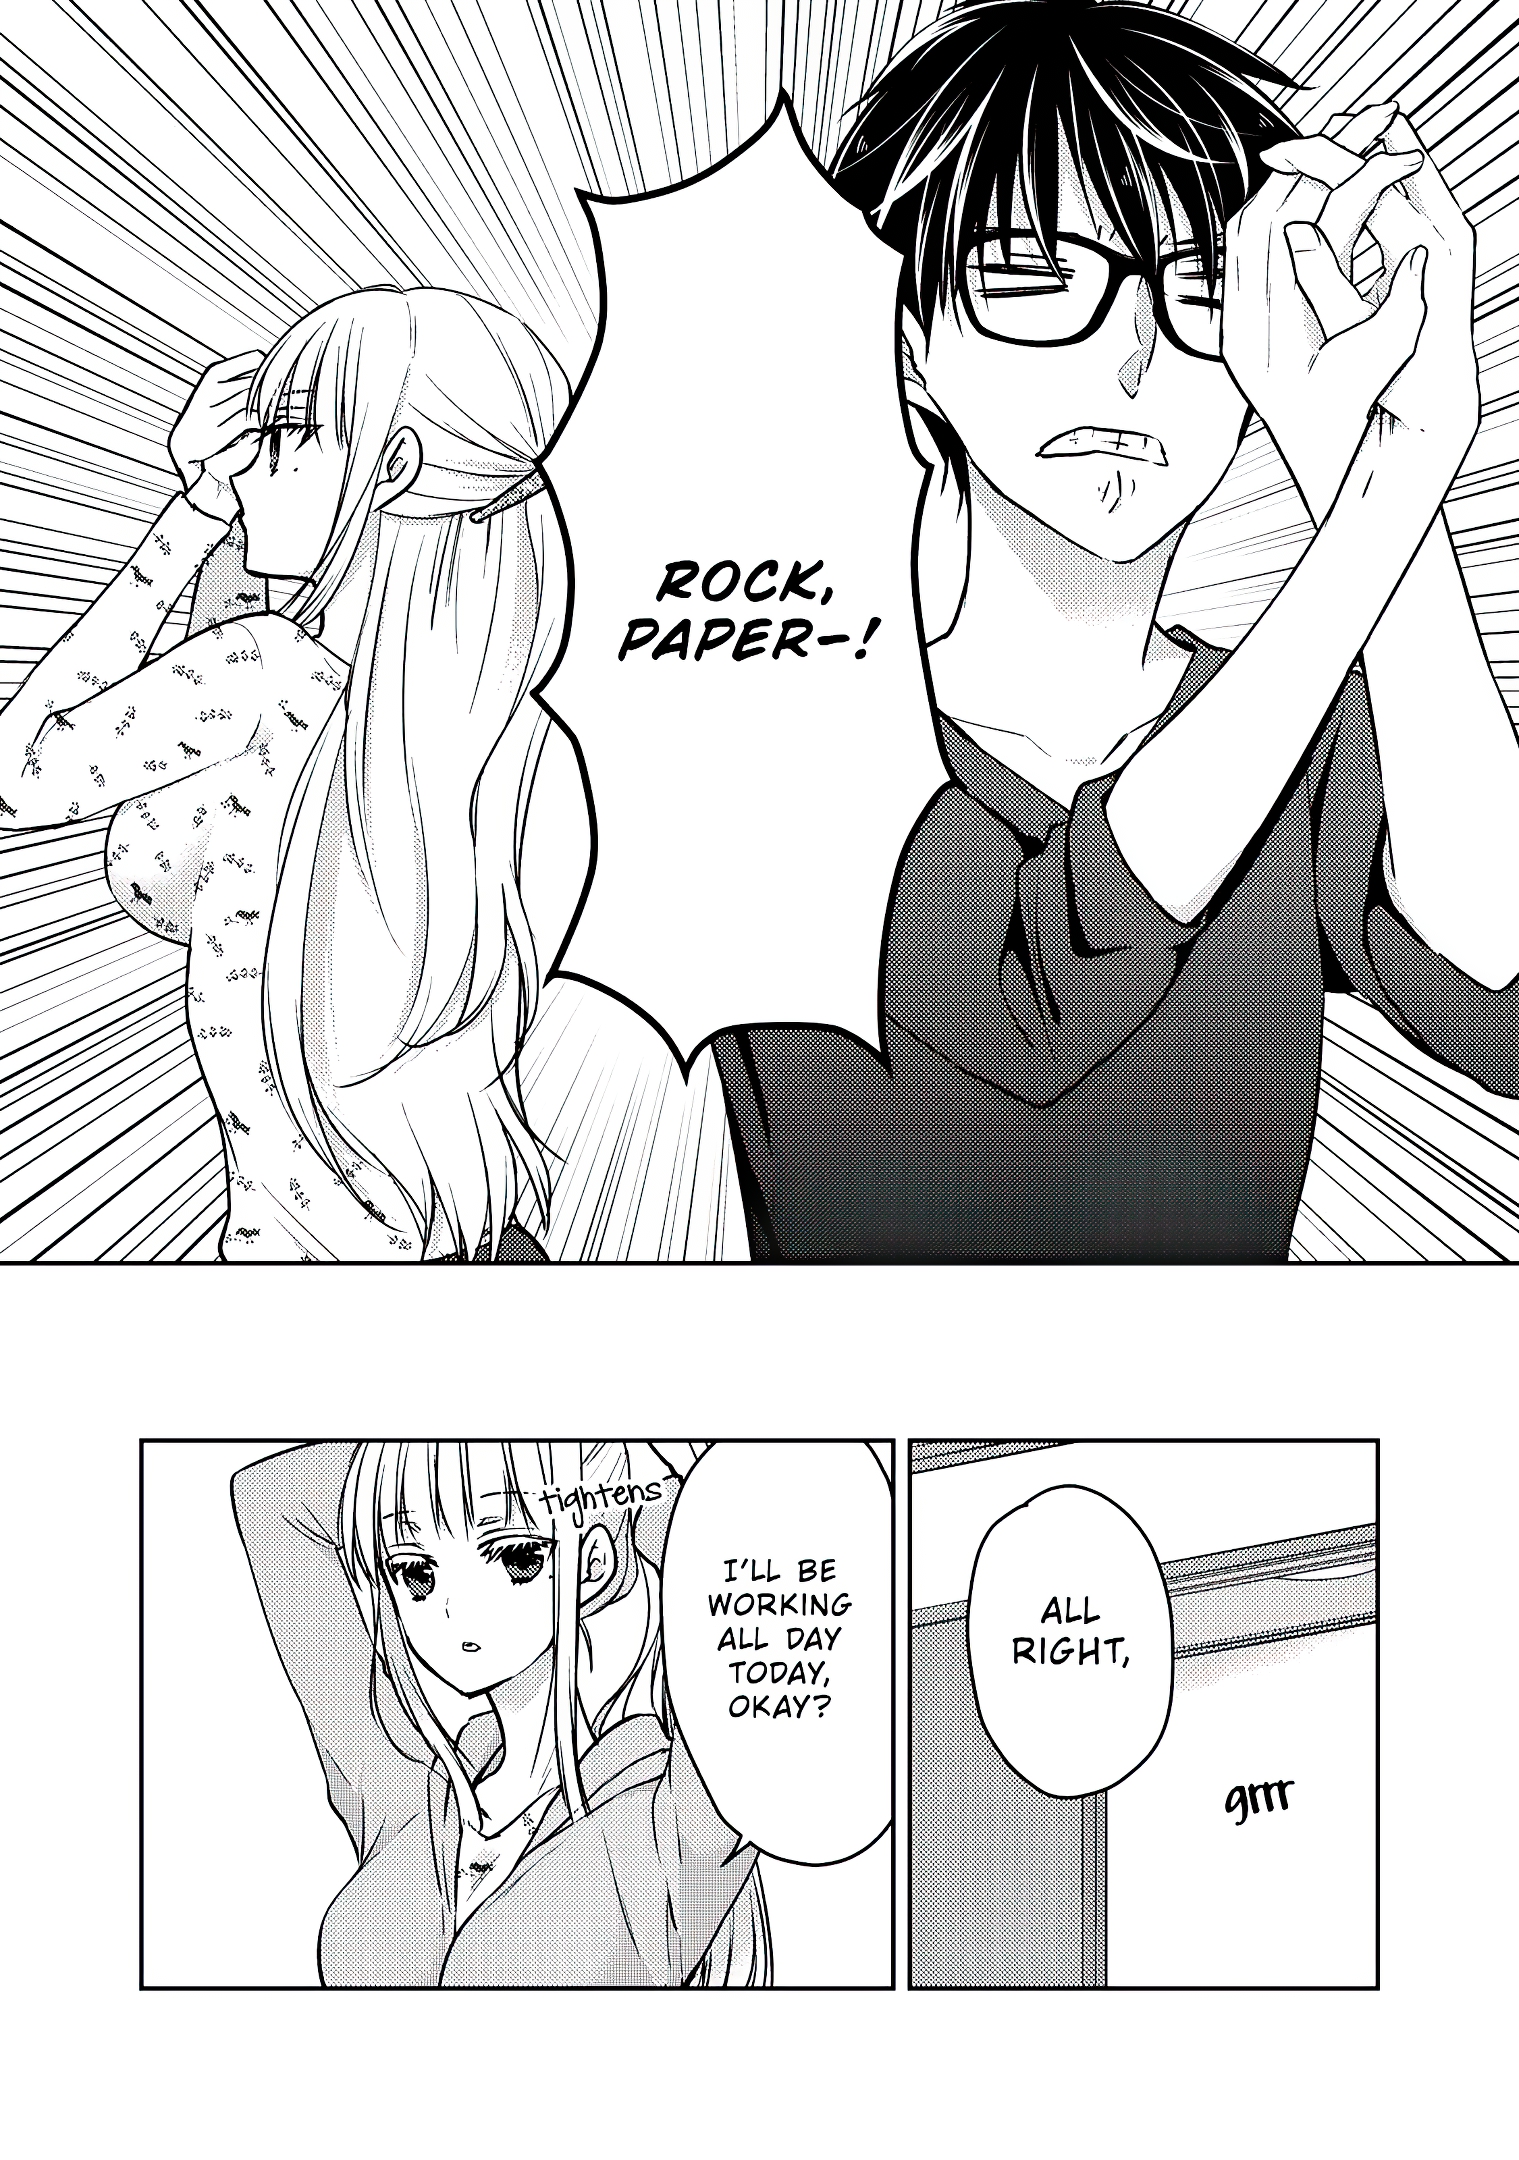 ROCK,
PAPER-!
ALL
RIGHT,
grrr
I'LL BE
WORKING
ALL DAY
TODAY,
OKAY?
tightens